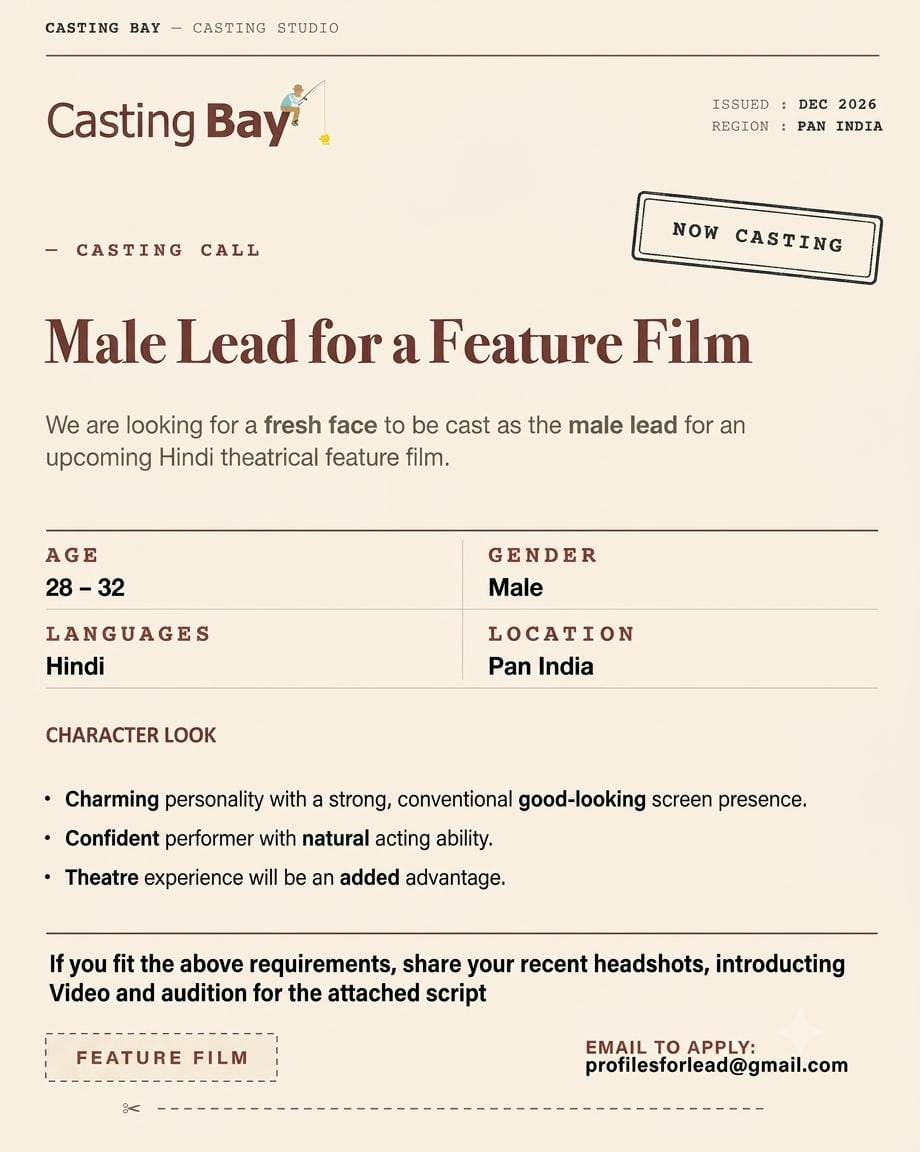 CASTING BAY — CASTING STUDIO
Casting Bay
ISSUED : DEC 2026
REGION : PAN INDIA
NOW CASTING
— CASTING CALL
Male Lead for a Feature Film
We are looking for a fresh face to be cast as the male lead for an
upcoming Hindi theatrical feature film.
AGE
28 – 32
GENDER
Male
LANGUAGES
Hindi
LOCATION
Pan India
CHARACTER LOOK
• Charming personality with a strong, conventional good-looking screen presence.
• Confident performer with natural acting ability.
• Theatre experience will be an added advantage.
If you fit the above requirements, share your recent headshots, introducting
Video and audition for the attached script
FEATURE FILM
EMAIL TO APPLY:
profilesforlead@gmail.com